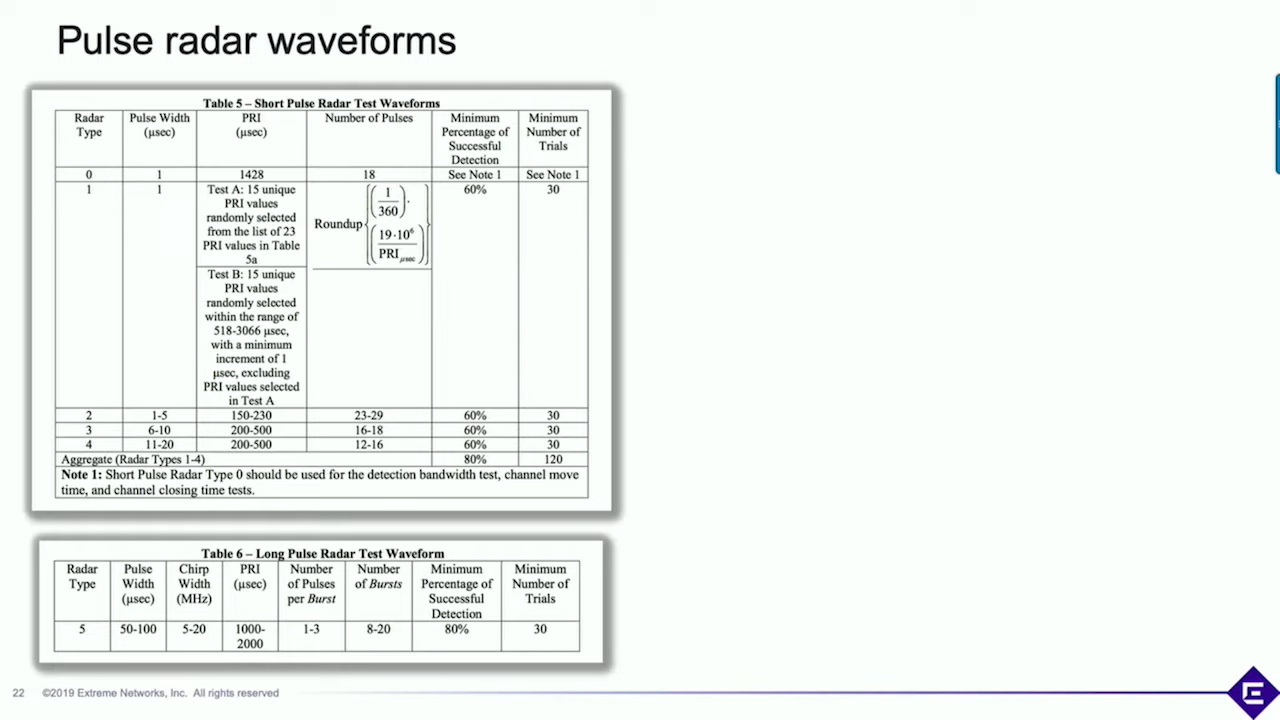 Pulse radar waveforms
Table 5 – Short Pulse Radar Test Waveforms
Radar Type | Pulse Width (µsec) | PRI (µsec) | Number of Pulses | Minimum Percentage of Successful Detection | Minimum Number of Trials
0 | 1 | 1428 | 18 | See Note 1 | See Note 1
1 | 1 | Test A: 15 unique PRI values randomly selected from the list of 23 PRI values in Table 5a | Roundup {(1/360)· (19·10⁶/PRI µsec)} | 60% | 30
Test B: 15 unique PRI values randomly selected within the range of 518-3066 µsec, with a minimum increment of 1 µsec, excluding PRI values selected in Test A
2 | 1-5 | 150-230 | 23-29 | 60% | 30
3 | 6-10 | 200-500 | 16-18 | 60% | 30
4 | 11-20 | 200-500 | 12-16 | 60% | 30
Aggregate (Radar Types 1-4) | 80% | 120
Note 1: Short Pulse Radar Type 0 should be used for the detection bandwidth test, channel move
time, and channel closing time tests.
Table 6 – Long Pulse Radar Test Waveform
Radar Type | Pulse Width (µsec) | Chirp Width (MHz) | PRI (µsec) | Number of Pulses per Burst | Number of Bursts | Minimum Percentage of Successful Detection | Minimum Number of Trials
5 | 50-100 | 5-20 | 1000-2000 | 1-3 | 8-20 | 80% | 30
22 ©2019 Extreme Networks, Inc. All rights reserved